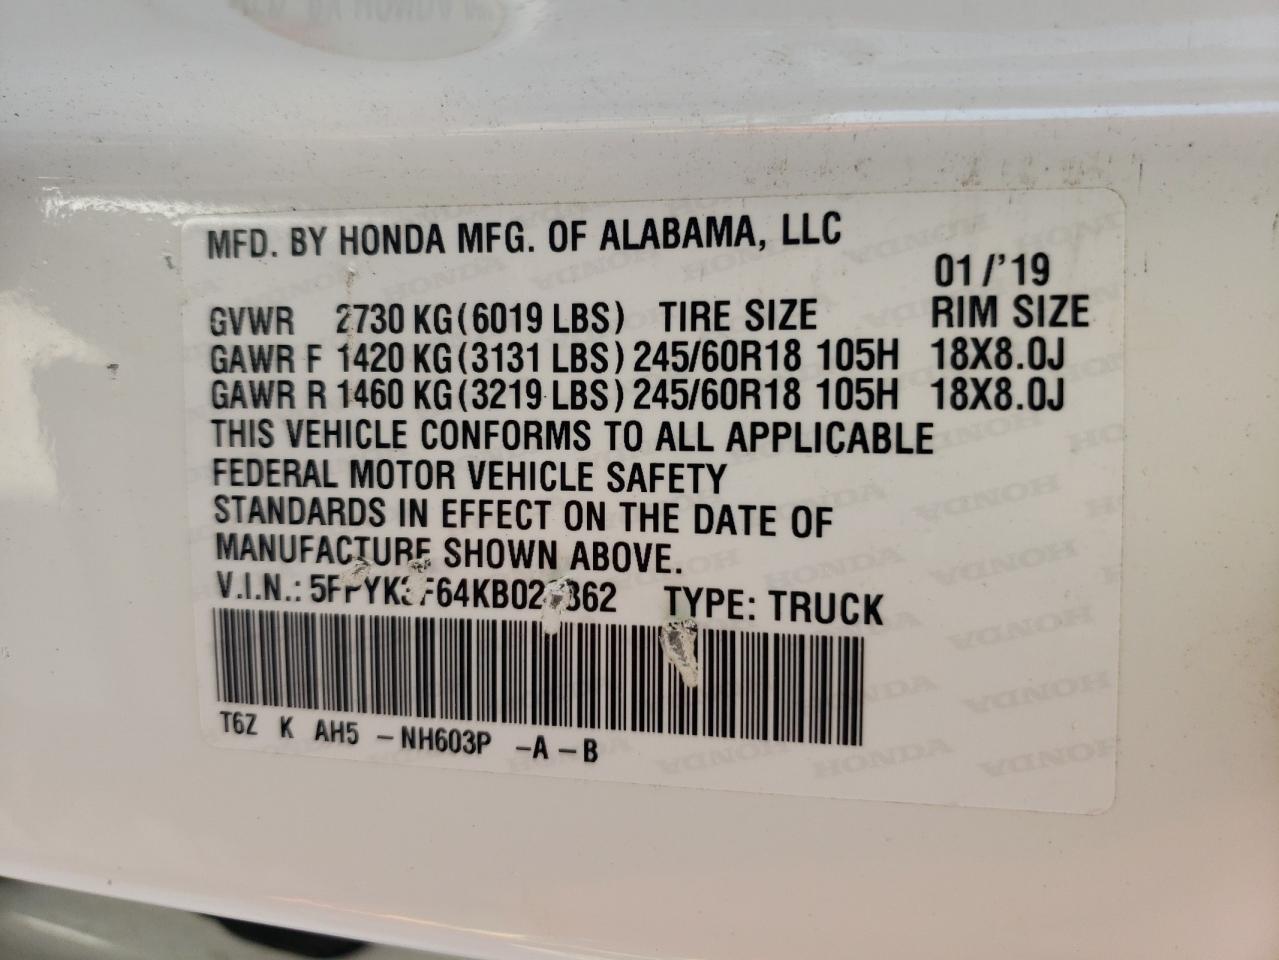 MFD. BY HONDA MFG. OF ALABAMA, LLC
01/'19
GVWR 2730 KG(6019 LBS) TIRE SIZE RIM SIZE
GAWR F 1420 KG(3131 LBS) 245/60R18 105H 18X8.0J
GAWR R 1460 KG(3219 LBS) 245/60R18 105H 18X8.0J
THIS VEHICLE CONFORMS TO ALL APPLICABLE
FEDERAL MOTOR VEHICLE SAFETY
STANDARDS IN EFFECT ON THE DATE OF
MANUFACTURE SHOWN ABOVE.
V.I.N.: TYPE: TRUCK
T6Z K AH5 -NH603P -A-B